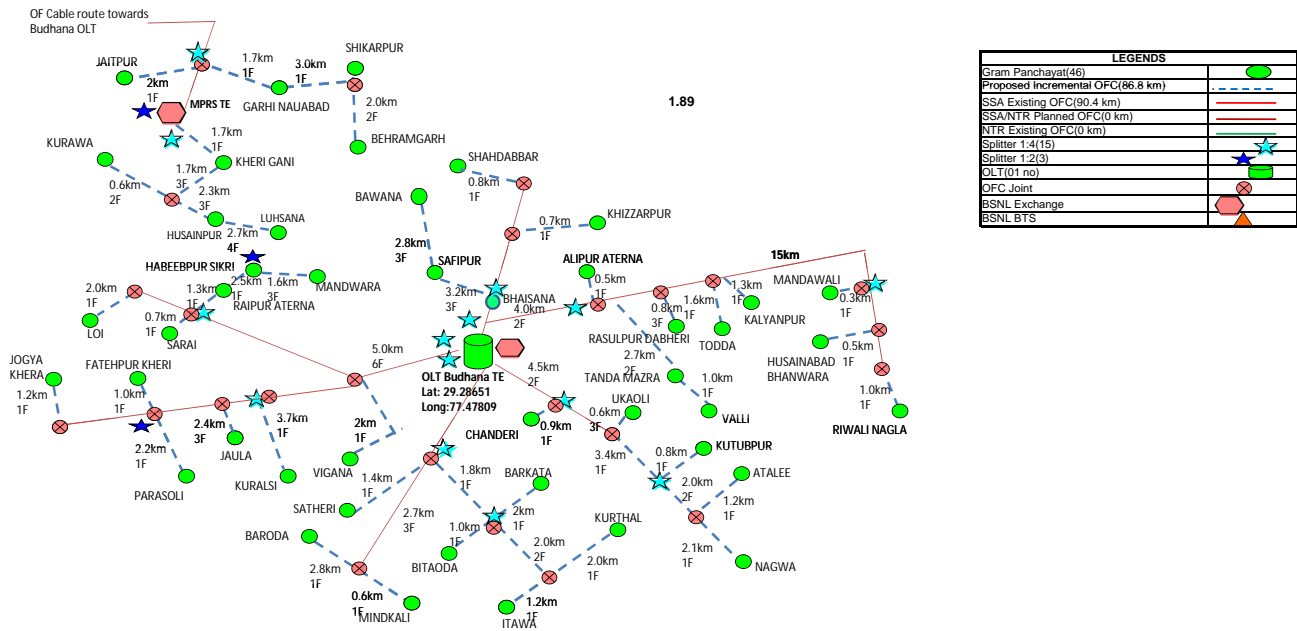 OF Cable route towards
Budhana OLT
JAITPUR
2km
1F
1.7km
1F
3.0km
1F
SHIKARPUR
MPRS TE
GARHI NAUABAD
2.0km
2F
BEHRAMGARH
1.89
KURAWA
1.7km
1F
KHERI GANI
1.7km
3F
0.6km
2F
2.3km
3F
LUHSANA
HUSAINPUR
2.7km
4F
HABEEBPUR SIKRI
2.5km
1F
1.6km
3F
MANDWARA
1.3km
1F
RAIPUR ATERNA
2.0km
1F
LOI
0.7km
1F
SARAI
SHAHDABBAR
0.8km
1F
BAWANA
0.7km
1F
KHIZZARPUR
2.8km
3F
SAFIPUR
3.2km
3F
BHAISANA
4.0km
2F
ALIPUR ATERNA
0.5km
1F
15km
MANDAWALI
0.3km
1F
1.3km
1F
KALYANPUR
1.6km
1F
TODDA
0.8km
3F
RASULPUR DABHERI
2.7km
2F
TANDA MAZRA
1.0km
1F
VALLI
HUSAINABAD
BHANWARA
0.5km
1F
1.0km
1F
RIWALI NAGLA
JOGYA
KHERA
1.2km
1F
FATEHPUR KHERI
1.0km
1F
5.0km
6F
OLT Budhana TE
Lat: 29.28651
Long:77.47809
4.5km
2F
UKAOLI
0.6km
3F
0.9km
1F
CHANDERI
3.4km
1F
0.8km
1F
KUTUBPUR
ATALEE
2.0km
2F
1.2km
1F
2.1km
1F
NAGWA
2.2km
1F
PARASOLI
2.4km
3F
JAULA
3.7km
1F
KURALSI
2km
1F
VIGANA
1.4km
1F
SATHERI
1.8km
1F
BARKATA
2km
1F
1.0km
1F
BITAODA
2.7km
3F
BARODA
2.8km
1F
0.6km
1F
MINDKALI
2.0km
2F
KURTHAL
2.0km
1F
1.2km
1F
ITAWA
LEGENDS
Gram Panchayat(46)
Proposed Incremental OFC(86.8 km)
SSA Existing OFC(90.4 km)
SSA/NTR Planned OFC(0 km)
NTR Existing OFC(0 km)
Splitter 1:4(15)
Splitter 1:2(3)
OLT(01 no)
OFC Joint
BSNL Exchange
BSNL BTS